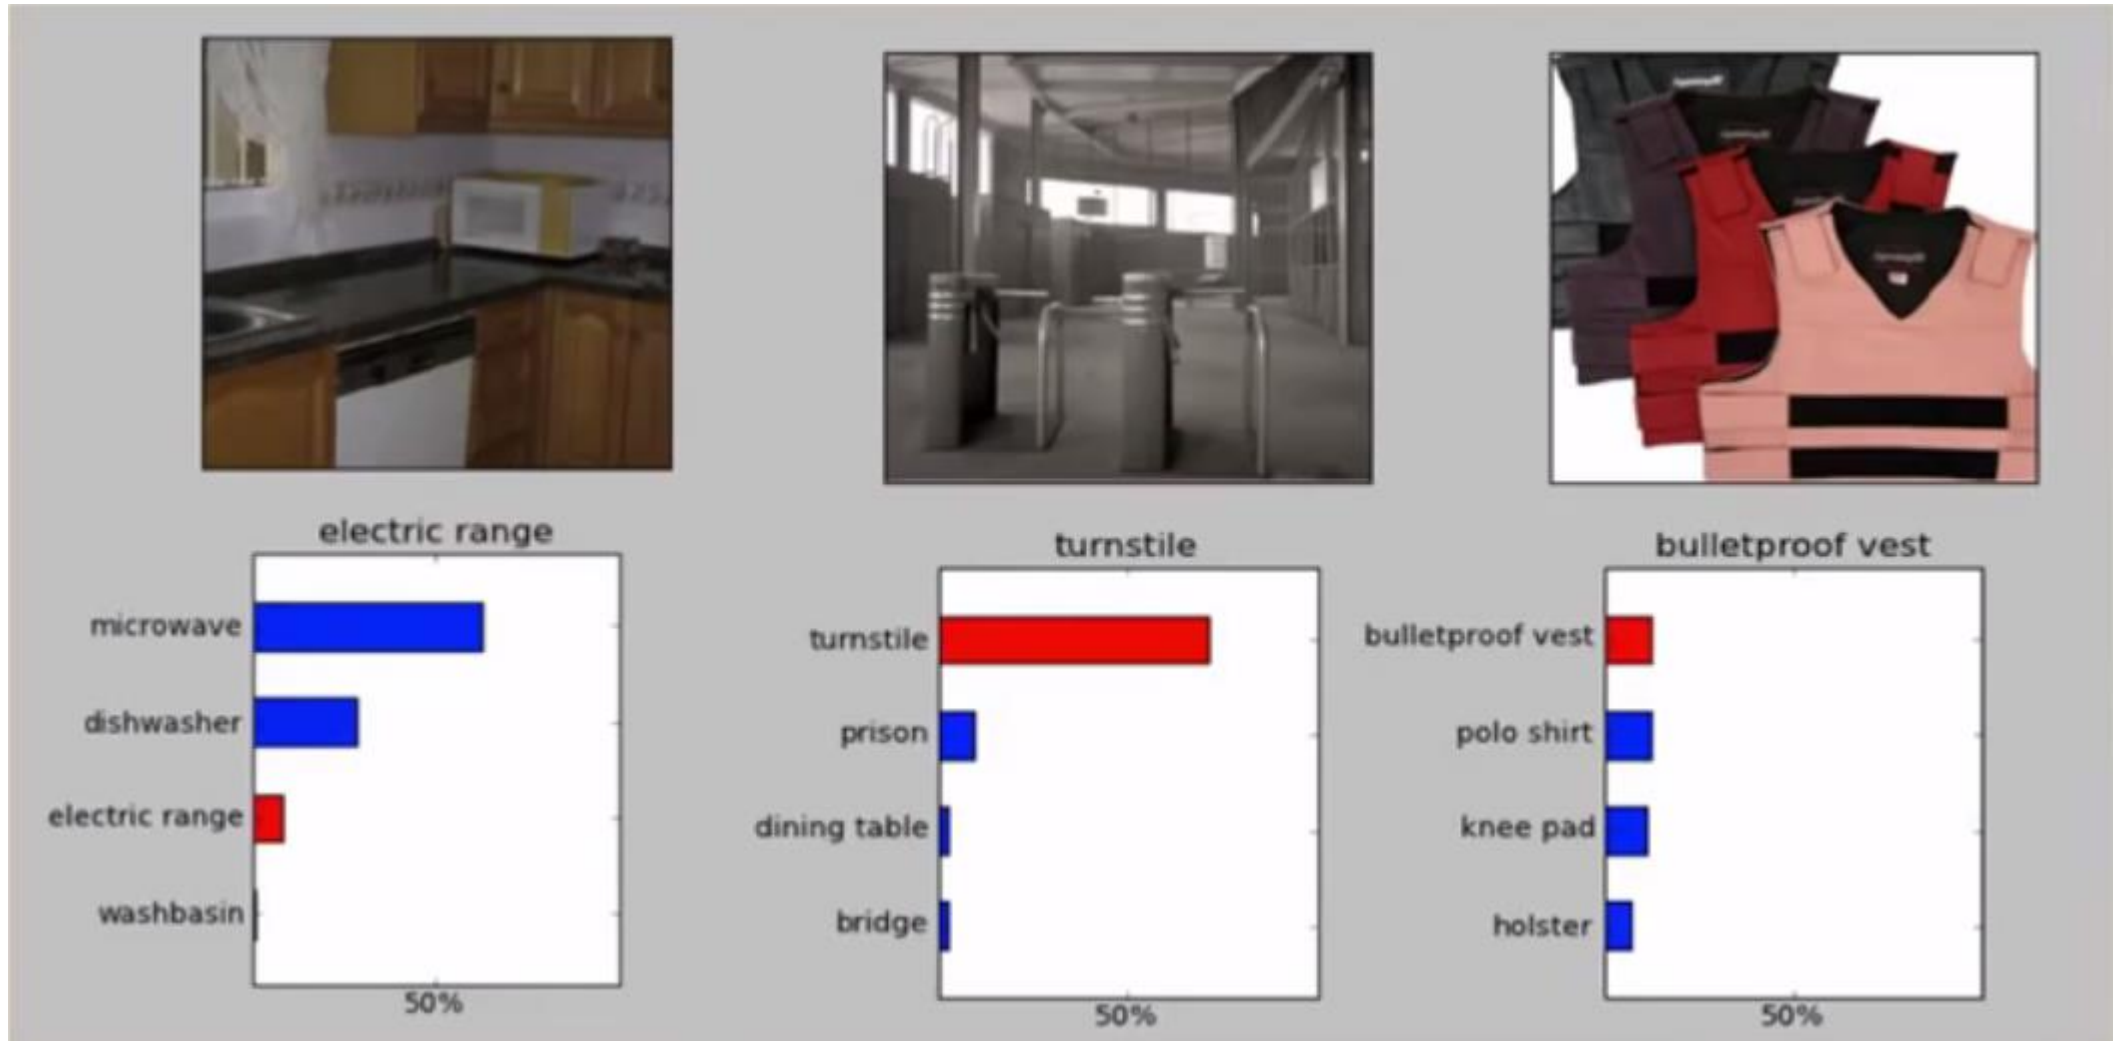 electric range
microwave
dishwasher
electric range
washbasin
50%
turnstile
turnstile
prison
dining table
bridge
50%
bulletproof vest
bulletproof vest
polo shirt
knee pad
holster
50%